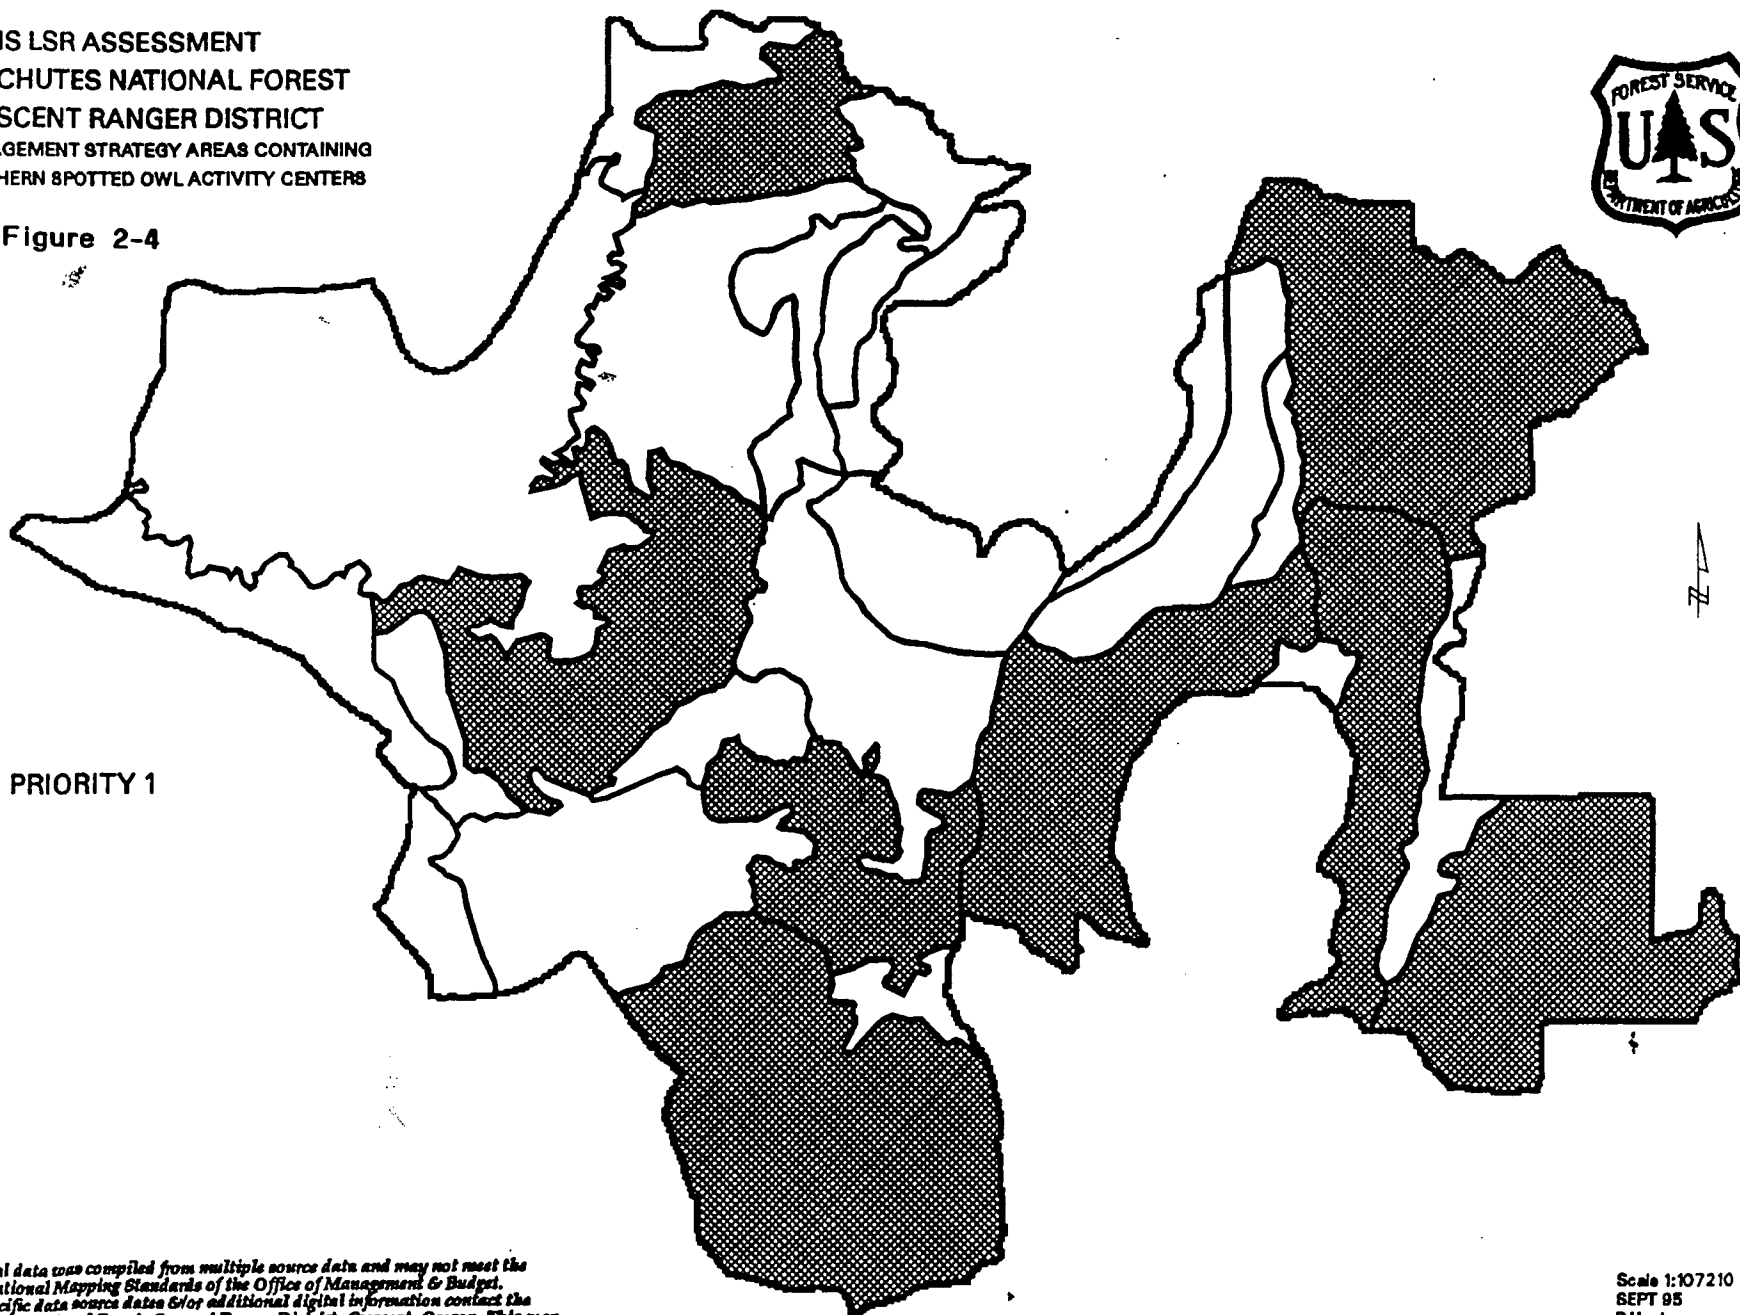 IS LSR ASSESSMENT
CHUTES NATIONAL FOREST
SCENT RANGER DISTRICT
GEMENT STRATEGY AREAS CONTAINING
HERN SPOTTED OWL ACTIVITY CENTERS
Figure 2-4
FOREST SERVICE
U S
DEPARTMENT OF AGRICUL
N
PRIORITY 1
l data was compiled from multiple source data and may not meet the
ational Mapping Standards of the Office of Management & Budget.
cific data source dates &/or additional digital information contact the
Scale 1:107210
SEPT 95